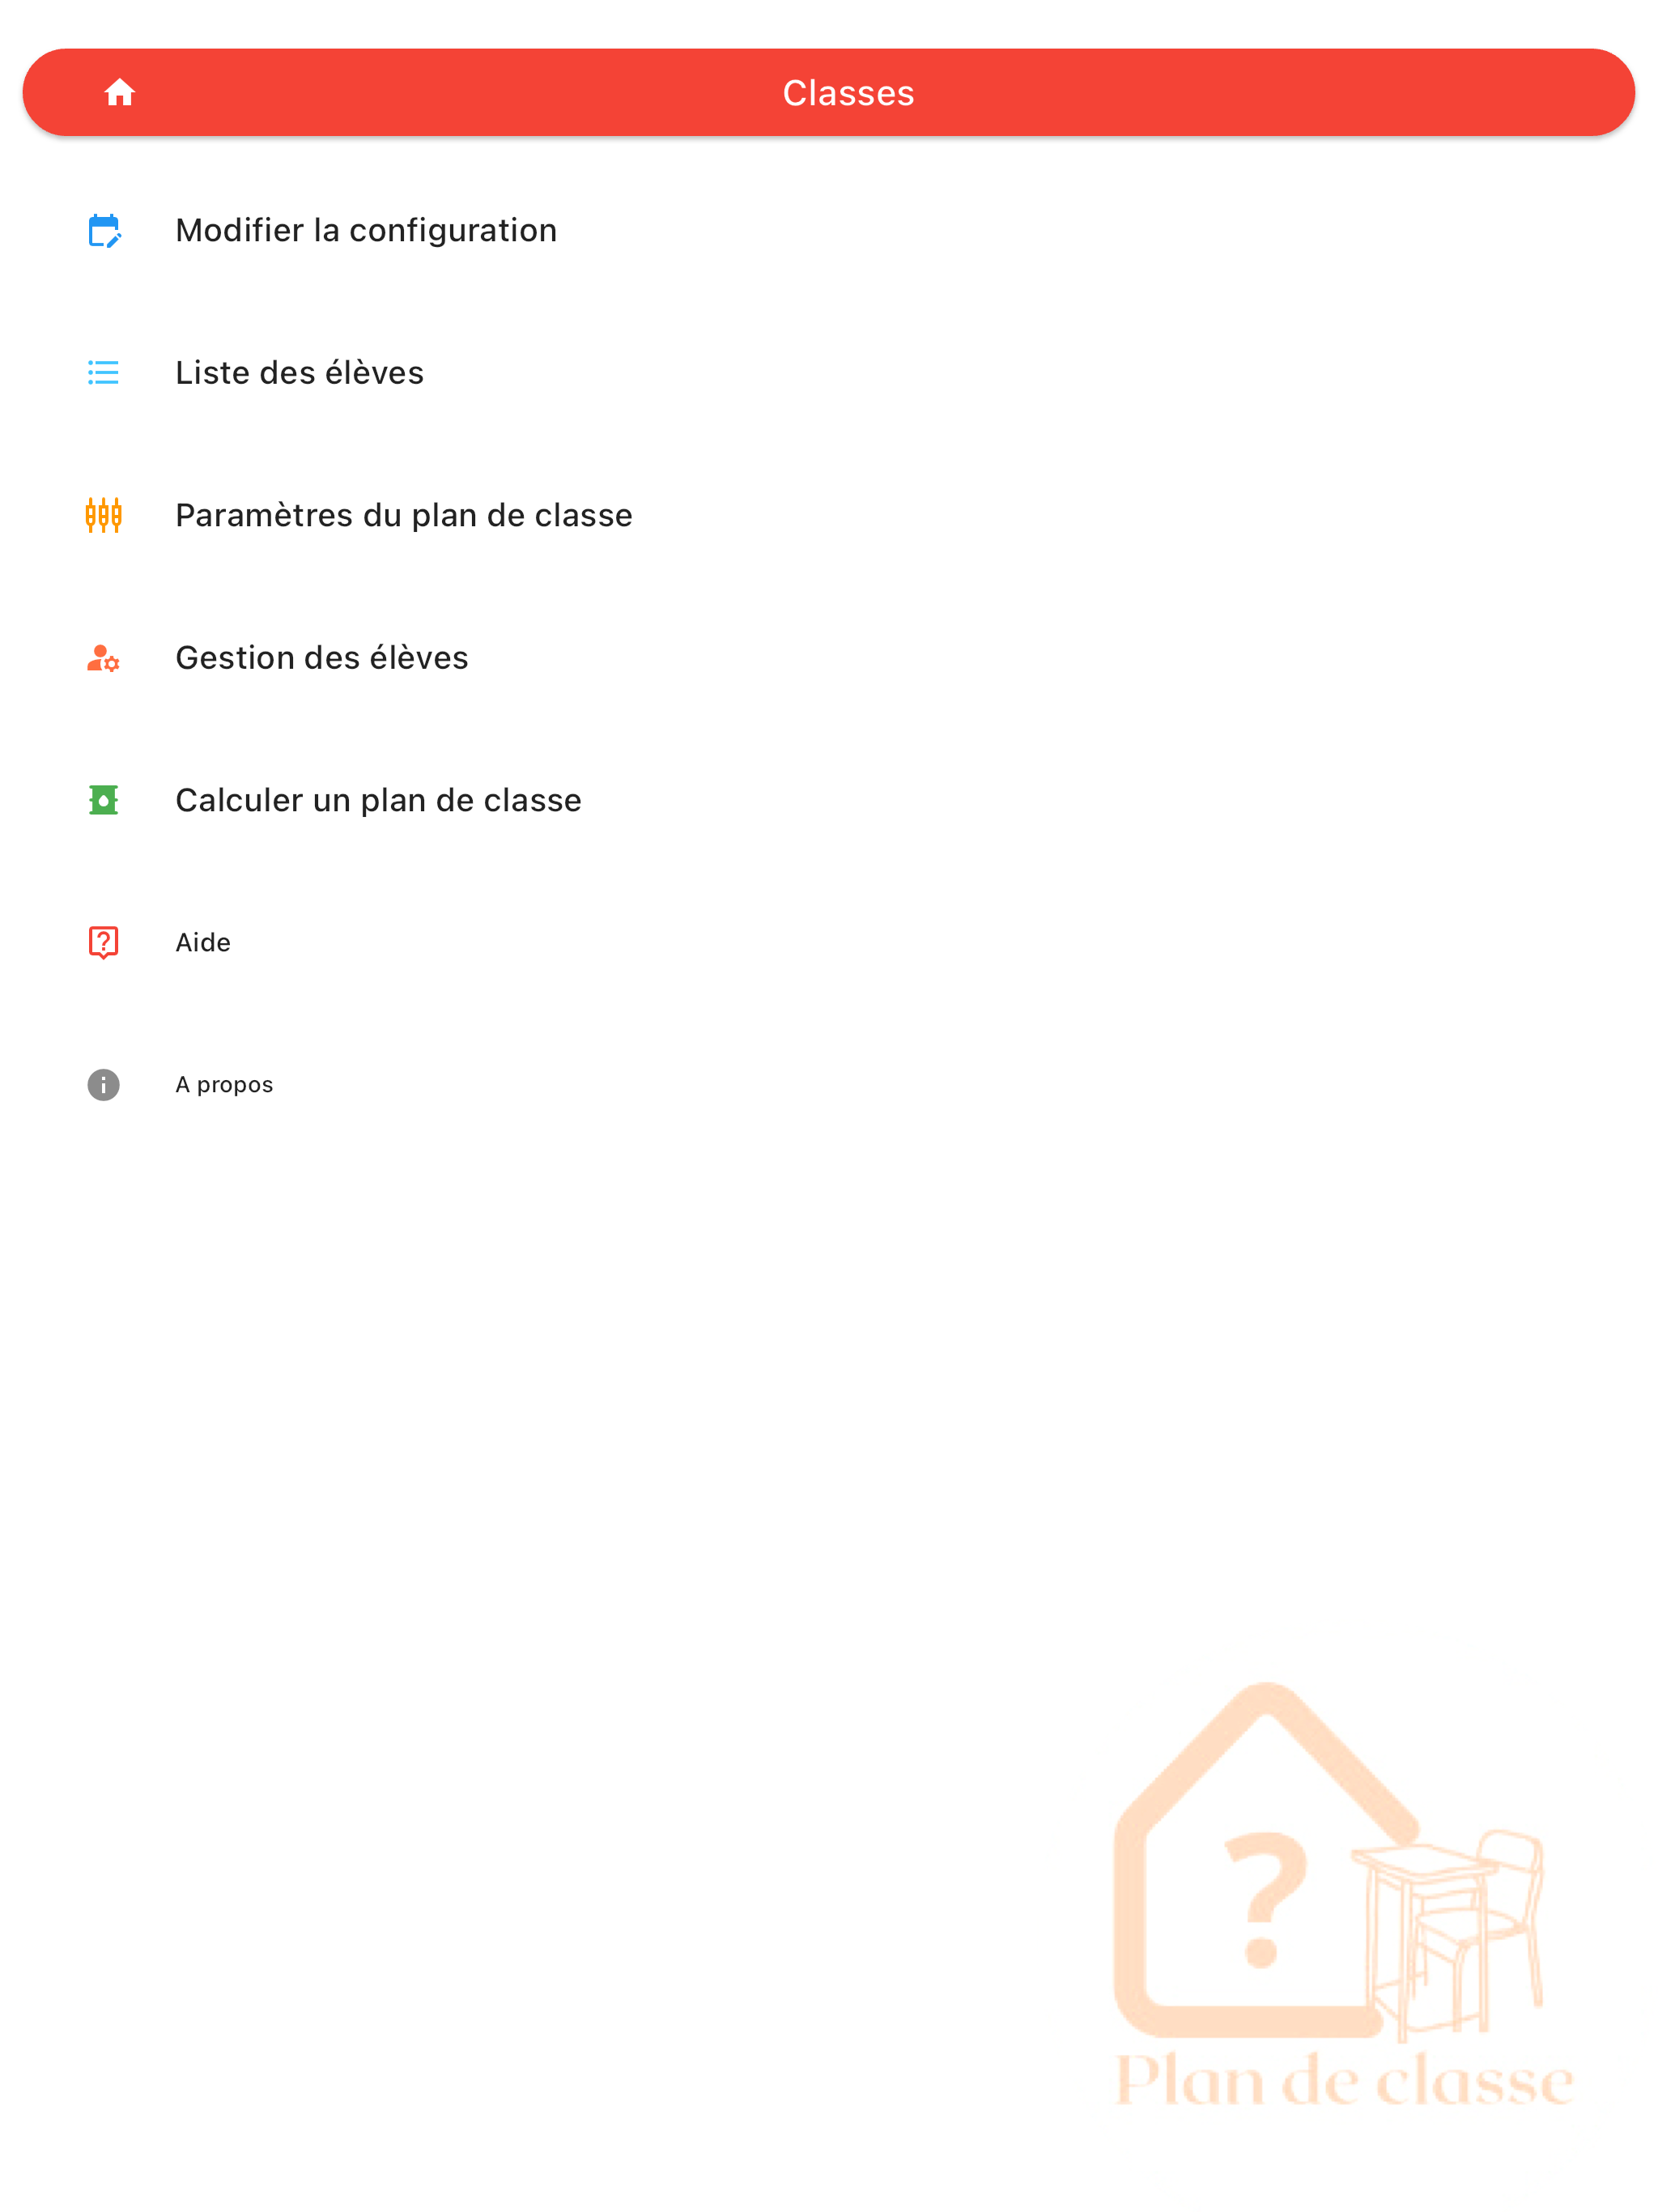 Classes
Modifier la configuration
Liste des élèves
Paramètres du plan de classe
Gestion des élèves
Calculer un plan de classe
Aide
A propos
?
Plan de classe